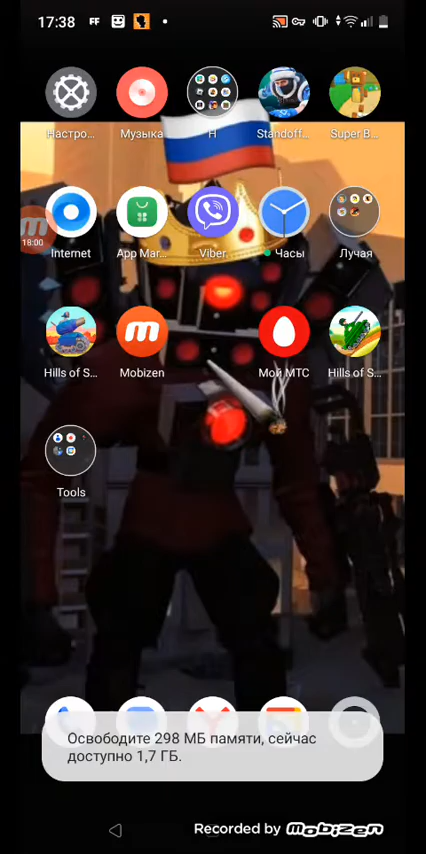 17:38
Настро...
Музыка
Н
Standoff...
Super B...
18:00
Internet
App Mar...
Viber
Часы
Лучая
Hills of S...
Mobizen
Мой МТС
Hills of S...
Tools
Освободите 298 МБ памяти, сейчас
доступно 1,7 ГБ.
Recorded by mobizen